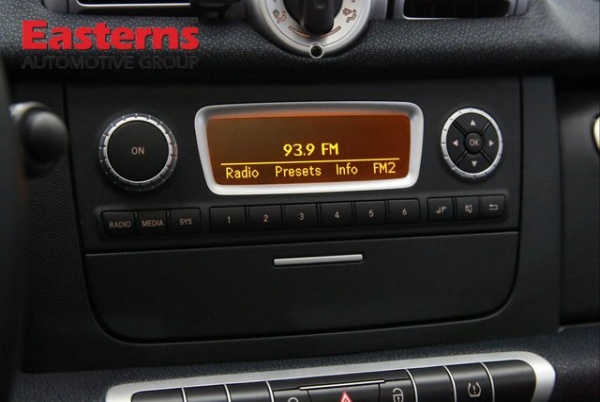 Easterns
AUTOMOTIVE GROUP
93.9 FM
Radio Presets Info FM2
ON
OK
RADIO MEDIA SYS 1 2 3 4 5 6